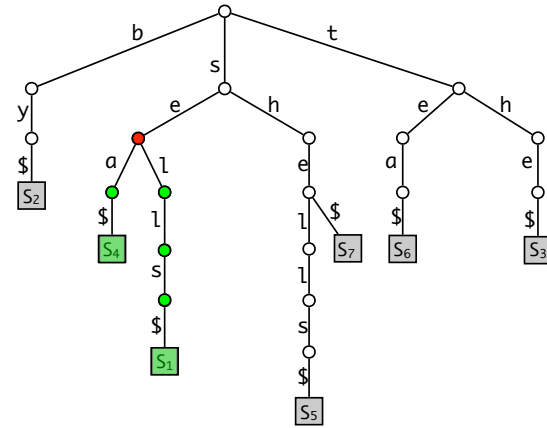 b t
s
y e h e h
a l e a e
$ $ l l $ $ $
S₂ S₄ S₇ S₆ S₃
s l
$ s
S₁ $
S₅